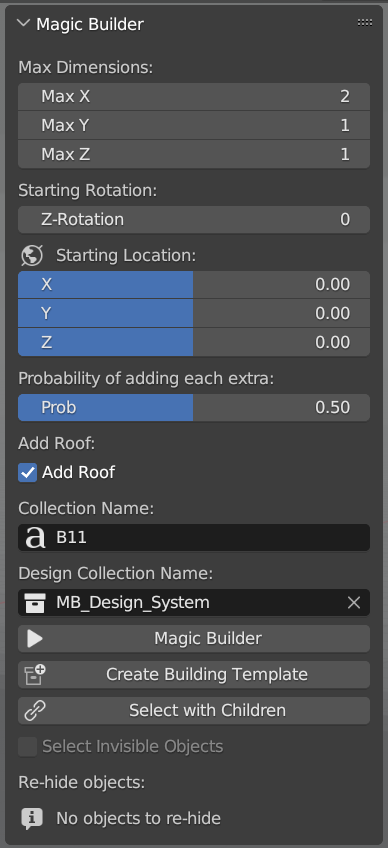 Magic Builder
Max Dimensions:
Max X 2
Max Y 1
Max Z 1
Starting Rotation:
Z-Rotation 0
Starting Location:
X 0.00
Y 0.00
Z 0.00
Probability of adding each extra:
Prob 0.50
Add Roof:
Add Roof
Collection Name:
B11
Design Collection Name:
MB_Design_System
Magic Builder
Create Building Template
Select with Children
Select Invisible Objects
Re-hide objects:
No objects to re-hide